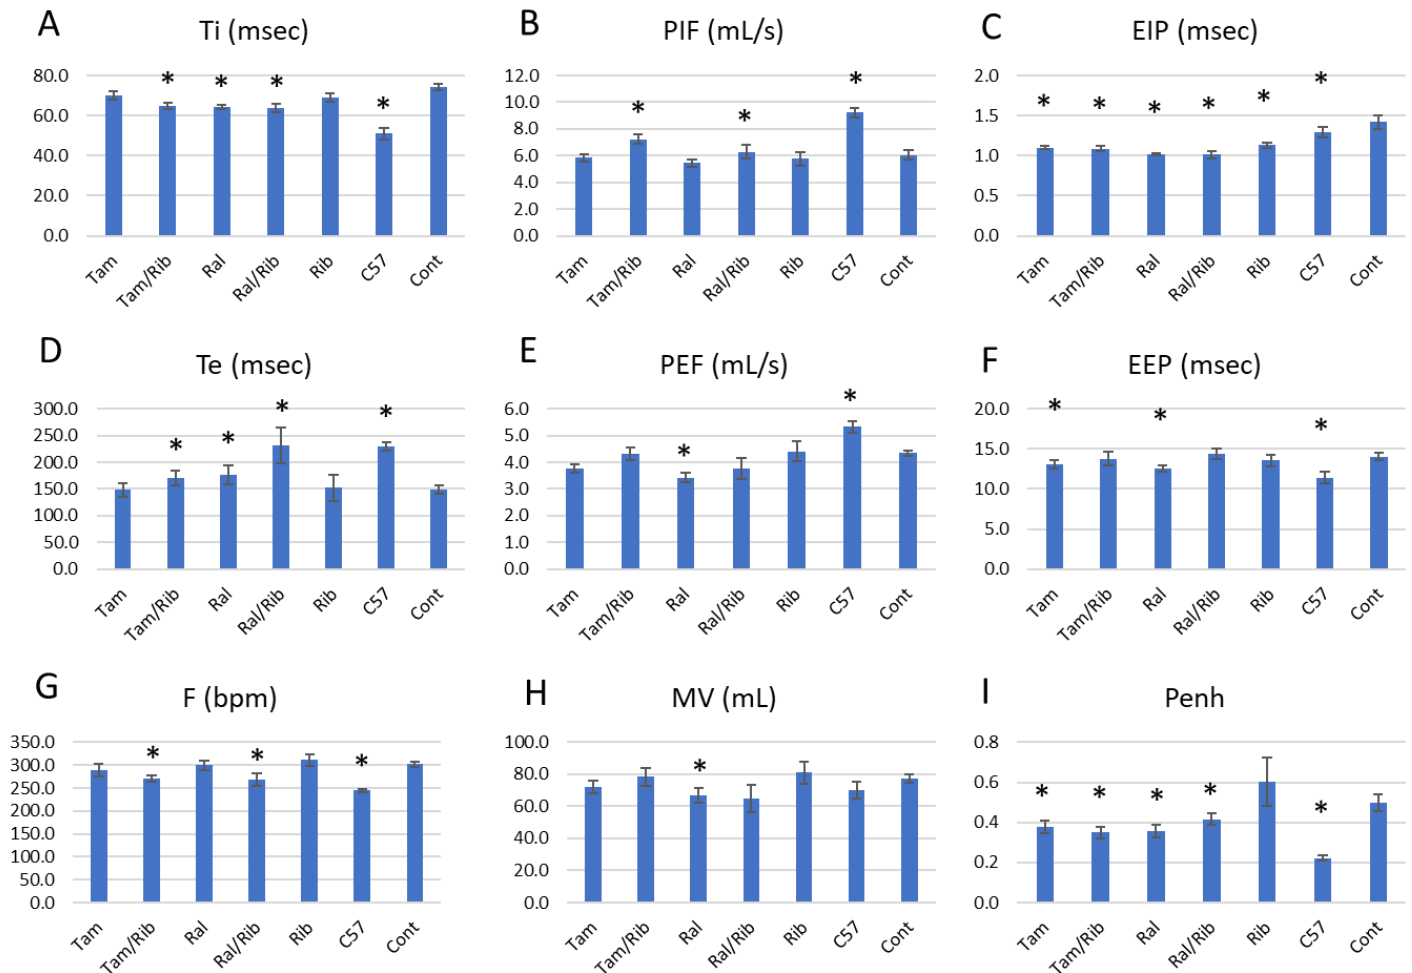 A
Ti (msec)
*
*
*
*
80.0
60.0
40.0
20.0
0.0
Tam
Tam/Rib
Ral
Ral/Rib
Rib
C57
Cont
B
PIF (mL/s)
*
*
*
12.0
10.0
8.0
6.0
4.0
2.0
0.0
Tam
Tam/Rib
Ral
Ral/Rib
Rib
C57
Cont
C
EIP (msec)
*
*
*
*
*
*
2.0
1.5
1.0
0.5
0.0
Tam
Tam/Rib
Ral
Ral/Rib
Rib
C57
Cont
D
Te (msec)
*
*
*
*
300.0
250.0
200.0
150.0
100.0
50.0
0.0
Tam
Tam/Rib
Ral
Ral/Rib
Rib
C57
Cont
E
PEF (mL/s)
*
*
6.0
5.0
4.0
3.0
2.0
1.0
0.0
Tam
Tam/Rib
Ral
Ral/Rib
Rib
C57
Cont
F
EEP (msec)
*
*
*
20.0
15.0
10.0
5.0
0.0
Tam
Tam/Rib
Ral
Ral/Rib
Rib
C57
Cont
G
F (bpm)
*
*
*
350.0
300.0
250.0
200.0
150.0
100.0
50.0
0.0
Tam
Tam/Rib
Ral
Ral/Rib
Rib
C57
Cont
H
MV (mL)
*
100.0
80.0
60.0
40.0
20.0
0.0
Tam
Tam/Rib
Ral
Ral/Rib
Rib
C57
Cont
I
Penh
*
*
*
*
*
0.8
0.6
0.4
0.2
0.0
Tam
Tam/Rib
Ral
Ral/Rib
Rib
C57
Cont